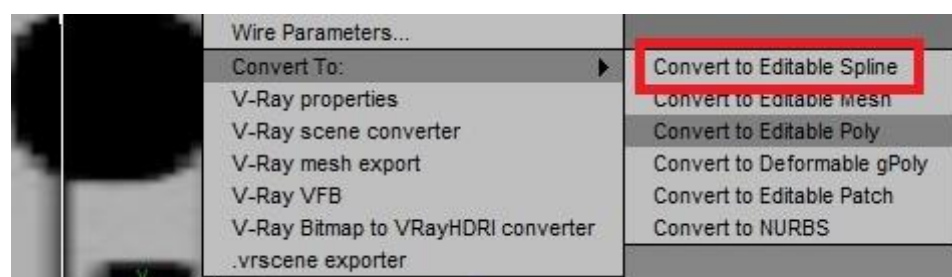 Wire Parameters...
Convert To:
V-Ray properties
V-Ray scene converter
V-Ray mesh export
V-Ray VFB
V-Ray Bitmap to VRayHDRI converter
.vrscene exporter
Convert to Editable Spline
Convert to Editable Mesh
Convert to Editable Poly
Convert to Deformable gPoly
Convert to Editable Patch
Convert to NURBS